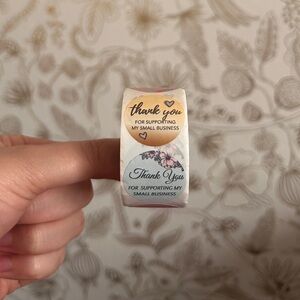 thank you
FOR SUPPORTING
MY SMALL BUSINESS
Thank You
FOR SUPPORTING MY
SMALL BUSINESS